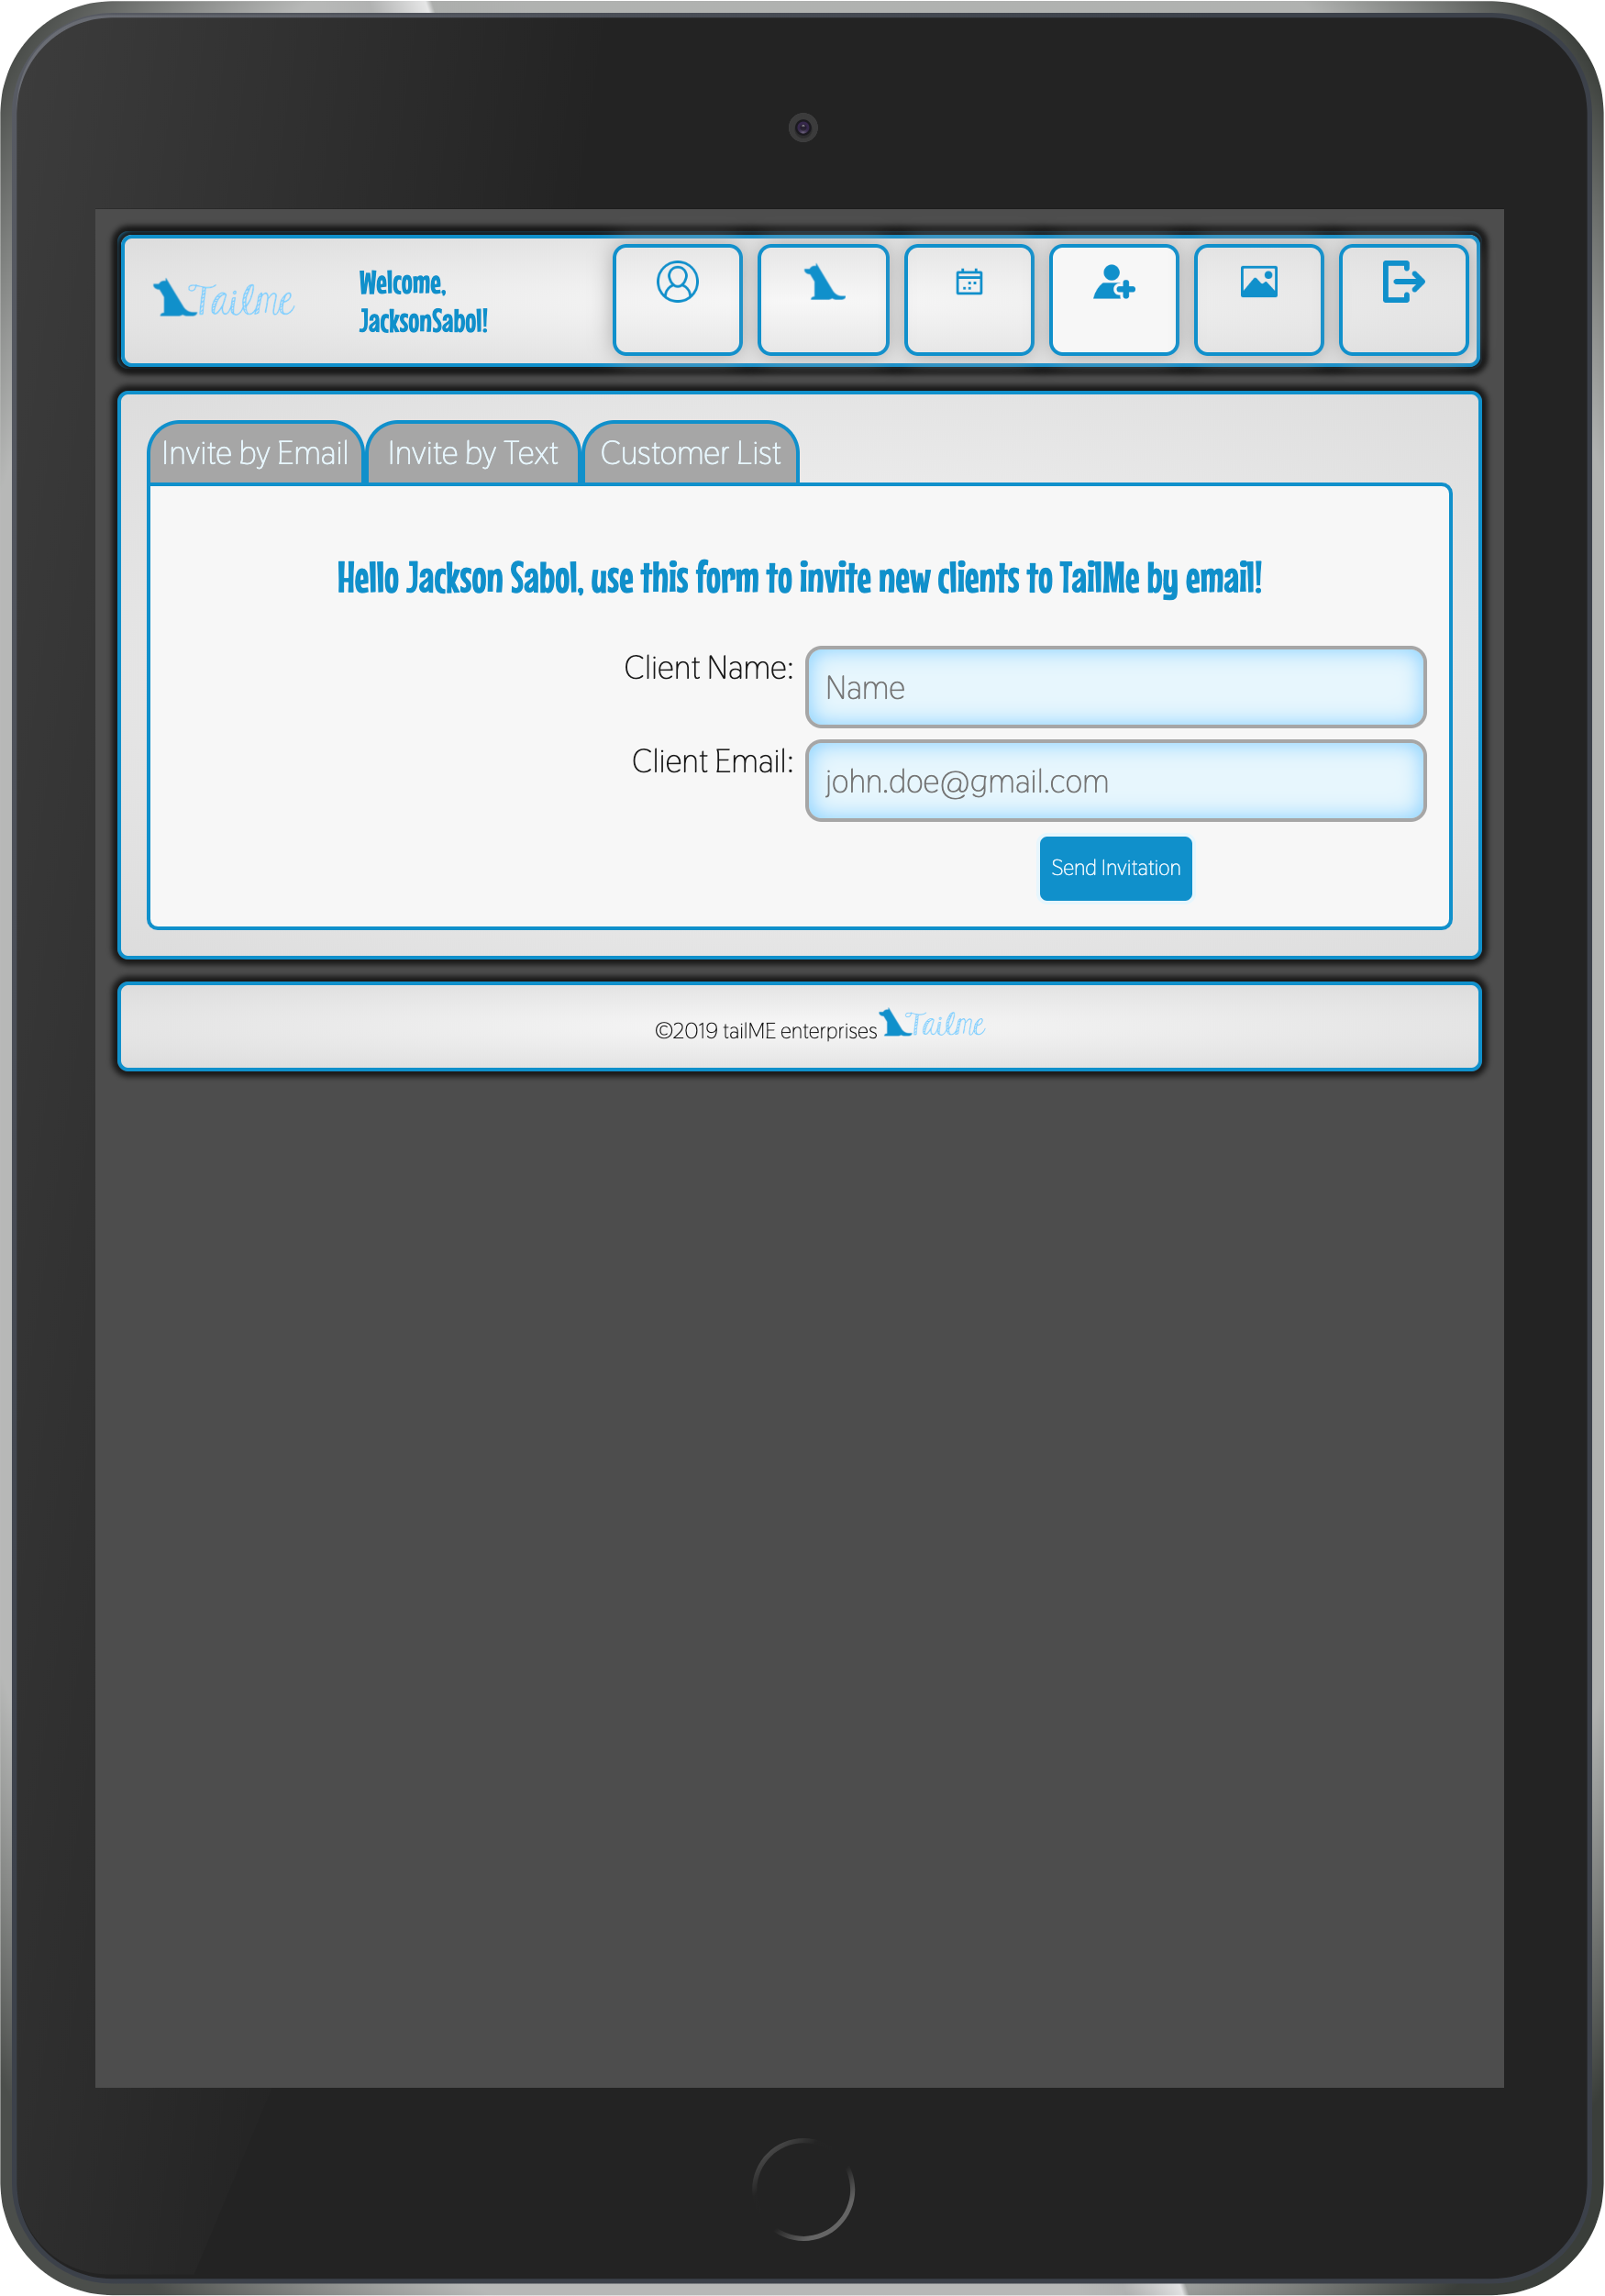 Tailme
Welcome,
JacksonSabol!
Invite by Email
Invite by Text
Customer List
Hello Jackson Sabol, use this form to invite new clients to TailMe by email!
Client Name:
Name
Client Email:
john.doe@gmail.com
Send Invitation
©2019 tailME enterprises Tailme